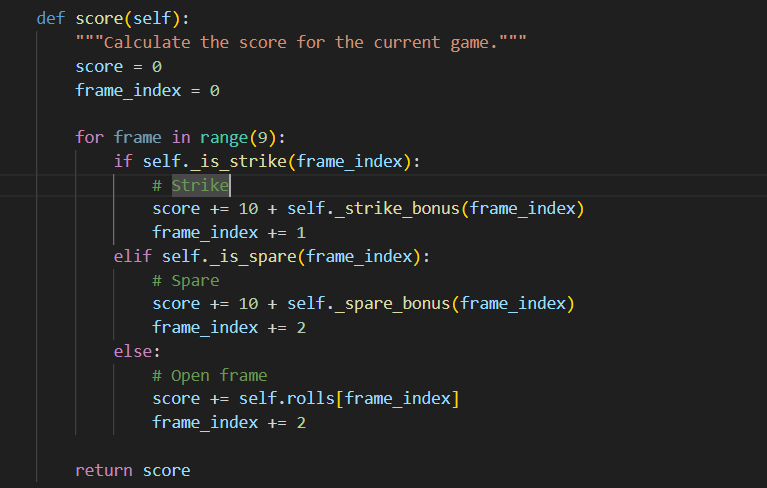 def score(self):
"""Calculate the score for the current game."""
score = 0
frame_index = 0
for frame in range(9):
if self._is_strike(frame_index):
# Strike
score += 10 + self._strike_bonus(frame_index)
frame_index += 1
elif self._is_spare(frame_index):
# Spare
score += 10 + self._spare_bonus(frame_index)
frame_index += 2
else:
# Open frame
score += self.rolls[frame_index]
frame_index += 2
return score